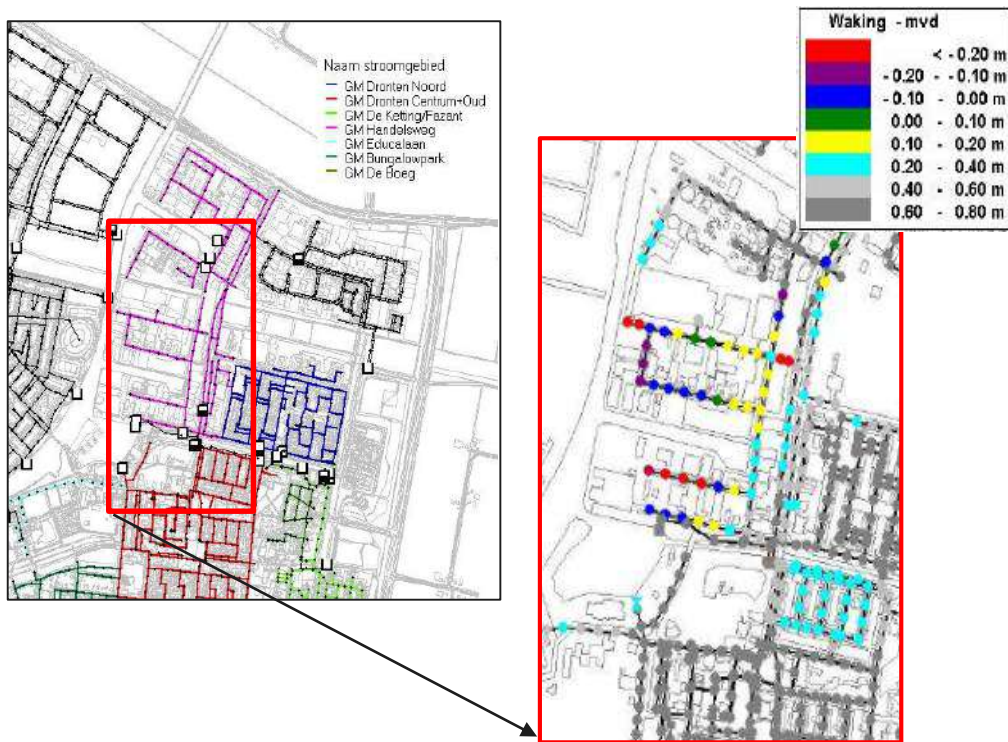 Naam stroomgebied
GM Dronten Noord
GM Dronten Centrum+Oud
GM De Ketting/Fazant
GM Handelsweg
GM Educalaan
GM Bungalowpark
GM De Boeg
Waking - mvd
< - 0.20 m
- 0.20 - - 0.10 m
- 0.10 - 0.00 m
0.00 - 0.10 m
0.10 - 0.20 m
0.20 - 0.40 m
0.40 - 0.60 m
0.60 - 0.80 m